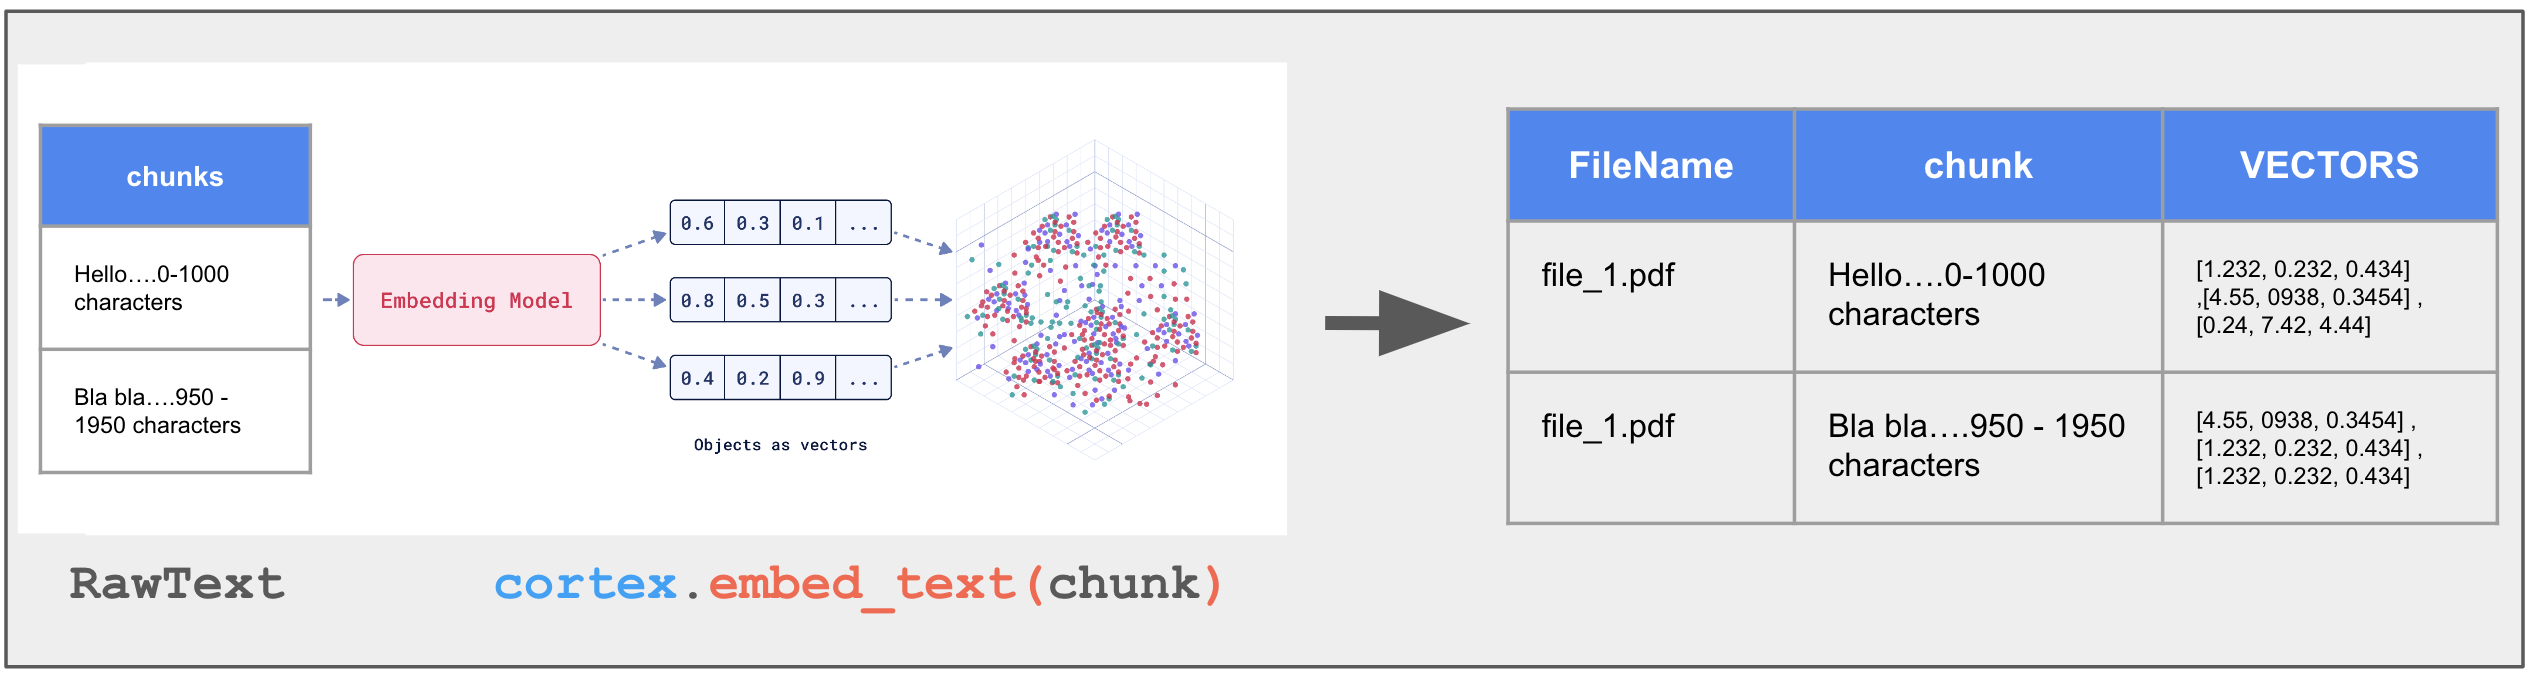 chunks
Hello….0-1000
characters
Bla bla….950 -
1950 characters
Embedding Model
0.6 0.3 0.1 ...
0.8 0.5 0.3 ...
0.4 0.2 0.9 ...
Objects as vectors
RawText
cortex.embed_text(chunk)
FileName chunk VECTORS
file_1.pdf
Hello….0-1000
characters
[1.232, 0.232, 0.434]
,[4.55, 0938, 0.3454] ,
[0.24, 7.42, 4.44]
file_1.pdf
Bla bla….950 - 1950
characters
[4.55, 0938, 0.3454] ,
[1.232, 0.232, 0.434] ,
[1.232, 0.232, 0.434]